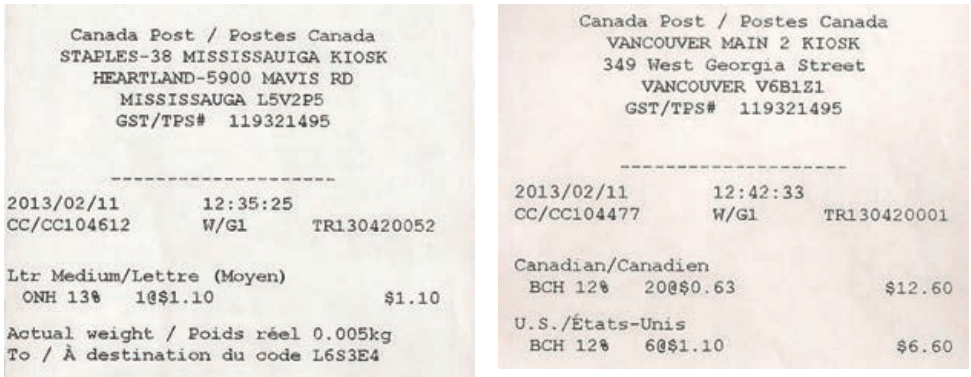 Canada Post / Postes Canada
STAPLES-38 MISSISSAUIGA KIOSK
HEARTLAND-5900 MAVIS RD
MISSISSAUGA L5V2P5
GST/TPS# 119321495
---------------------
2013/02/11 12:35:25
CC/CC104612 W/G1 TR130420052
Ltr Medium/Lettre (Moyen)
ONH 13% 1@$1.10 $1.10
Actual weight / Poids réel 0.005kg
To / À destination du code L6S3E4
Canada Post / Postes Canada
VANCOUVER MAIN 2 KIOSK
349 West Georgia Street
VANCOUVER V6B1Z1
GST/TPS# 119321495
---------------------
2013/02/11 12:42:33
CC/CC104477 W/G1 TR130420001
Canadian/Canadien
BCH 12% 20@$0.63 $12.60
U.S./États-Unis
BCH 12% 6@$1.10 $6.60